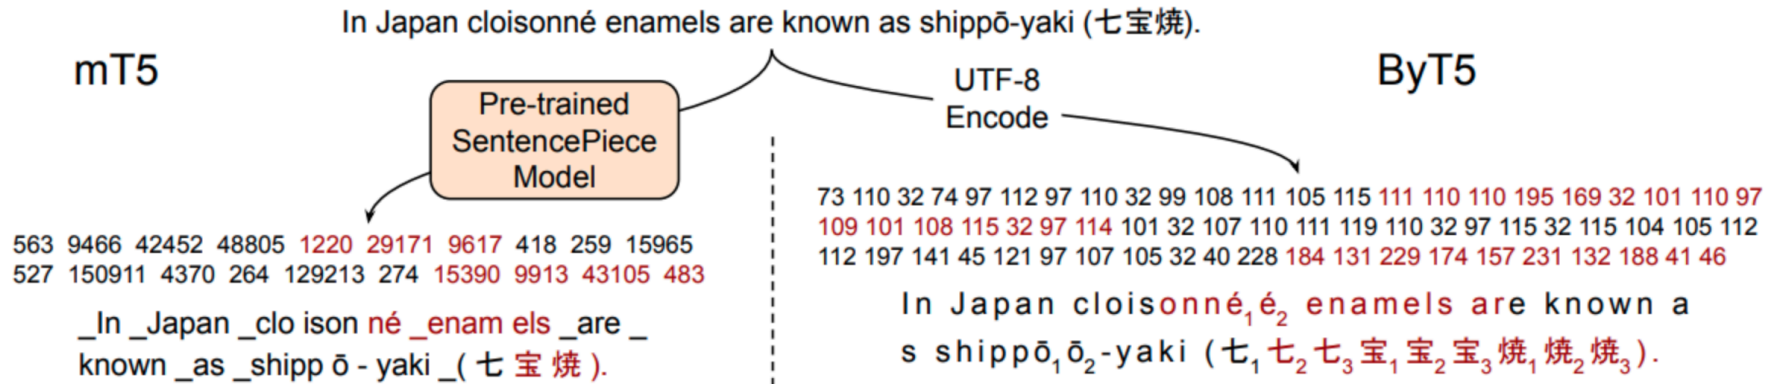 In Japan cloisonné enamels are known as shippō-yaki (七宝焼).
mT5
Pre-trained
SentencePiece
Model
563 9466 42452 48805 1220 29171 9617 418 259 15965
527 150911 4370 264 129213 274 15390 9913 43105 483
_In _Japan _clo ison né _enam els _are _
known _as _shipp ō - yaki _( 七 宝 焼 ).
UTF-8
Encode
ByT5
73 110 32 74 97 112 97 110 32 99 108 111 105 115 111 110 110 195 169 32 101 110 97
109 101 108 115 32 97 114 101 32 107 110 111 119 110 32 97 115 32 115 104 105 112
112 197 141 45 121 97 107 105 32 40 228 184 131 229 174 157 231 132 188 41 46
In Japan cloisonné₁é₂ enamels are known a
s shippō₁ō₂-yaki (七₁七₂七₃宝₁宝₂宝₃焼₁焼₂焼₃).